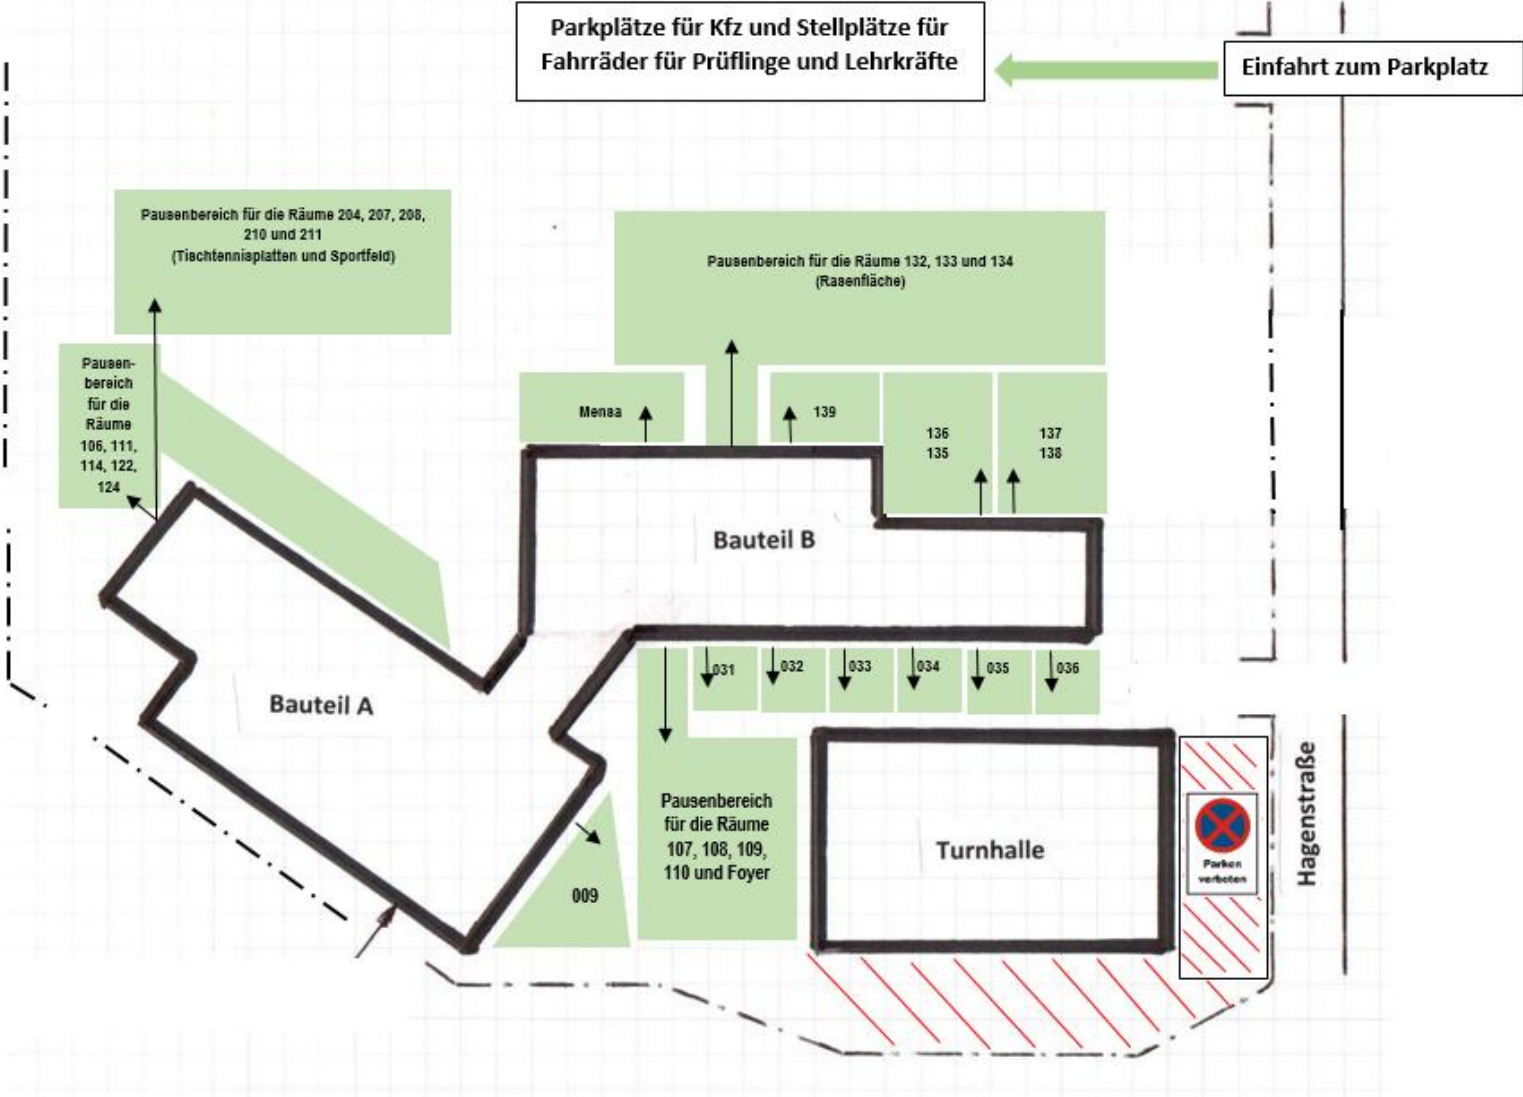 Parkplätze für Kfz und Stellplätze für
Fahrräder für Prüflinge und Lehrkräfte
Einfahrt zum Parkplatz
Pausenbereich für die Räume 204, 207, 208,
210 und 211
(Tischtennisplatten und Sportfeld)
Pausenbereich für die Räume 132, 133 und 134
(Rasenfläche)
Pausen-
bereich
für die
Räume
106, 111,
114, 122,
124
Mensa
139
136
135
137
138
Bauteil B
031
032
033
034
035
036
Bauteil A
Pausenbereich
für die Räume
107, 108, 109,
110 und Foyer
009
Turnhalle
Parken
verboten
Hagenstraße